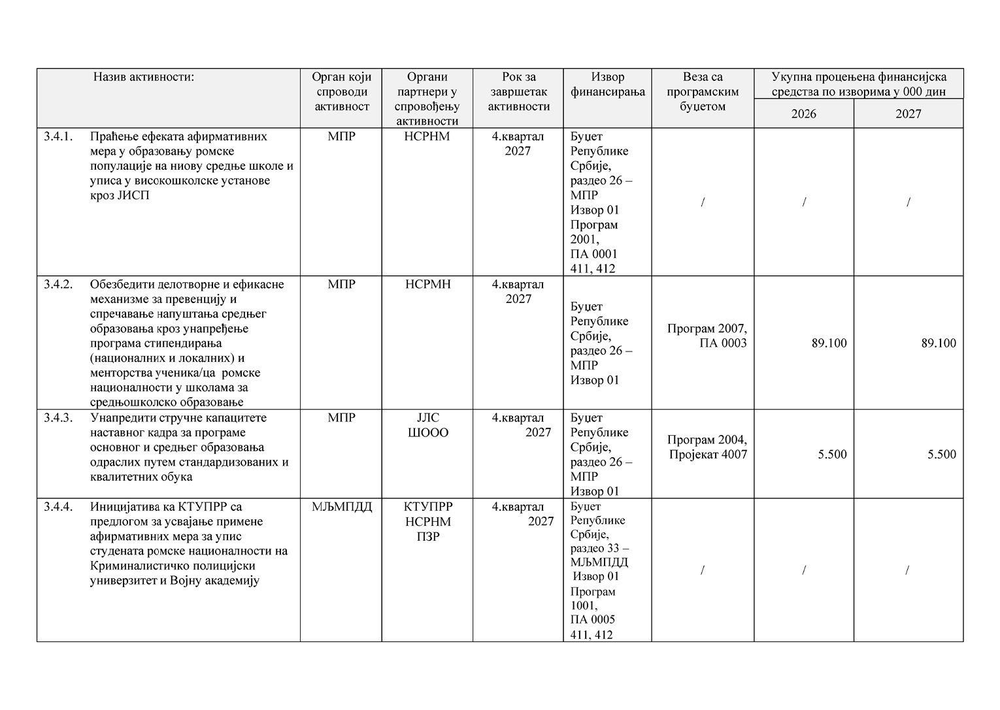 Назив активности:
Орган који
спроводи
активност
Органи
партнери у
спровођењу
активности
Рок за
завршетак
активности
Извор
финансирања
Веза са
програмским
буџетом
Укупна процењена финансијска
средства по изворима у 000 дин
2026
2027
3.4.1. Праћење ефеката афирмативних
мера у образовању ромске
популације на ниову средње школе и
уписа у високошколске установе
кроз ЈИСП
МПР
НСРНМ
4.квартал
2027
Буџет
Републике
Србије,
раздео 26 –
МПР
Извор 01
Програм
2001,
ПА 0001
411, 412
/
/
/
3.4.2. Обезбедити делотворне и ефикасне
механизме за превенцију и
спречавање напуштања средњег
образовања кроз унапређење
програма стипендирања
(националних и локалних) и
менторства ученика/ца ромске
националности у школама за
средњошколско образовање
МПР
НСРМН
4.квартал
2027
Буџет
Републике
Србије,
раздео 26 –
МПР
Извор 01
Програм 2007,
ПА 0003
89.100
89.100
3.4.3. Унапредити стручне капацитете
наставног кадра за програме
основног и средњег образовања
одраслих путем стандардизованих и
квалитетних обука
МПР
ЈЛС
ШООО
4.квартал
2027
Буџет
Републике
Србије,
раздео 26 –
МПР
Извор 01
Програм 2004,
Пројекат 4007
5.500
5.500
3.4.4. Иницијатива ка КТУПРР са
предлогом за усвајање примене
афирмативних мера за упис
студената ромске националности на
Криминалистичко полицијски
универзитет и Војну академију
МЉМПДД
КТУПРР
НСРНМ
ПЗР
4.квартал
2027
Буџет
Републике
Србије,
раздео 33 –
МЉМПДД
Извор 01
Програм
1001,
ПА 0005
411, 412
/
/
/